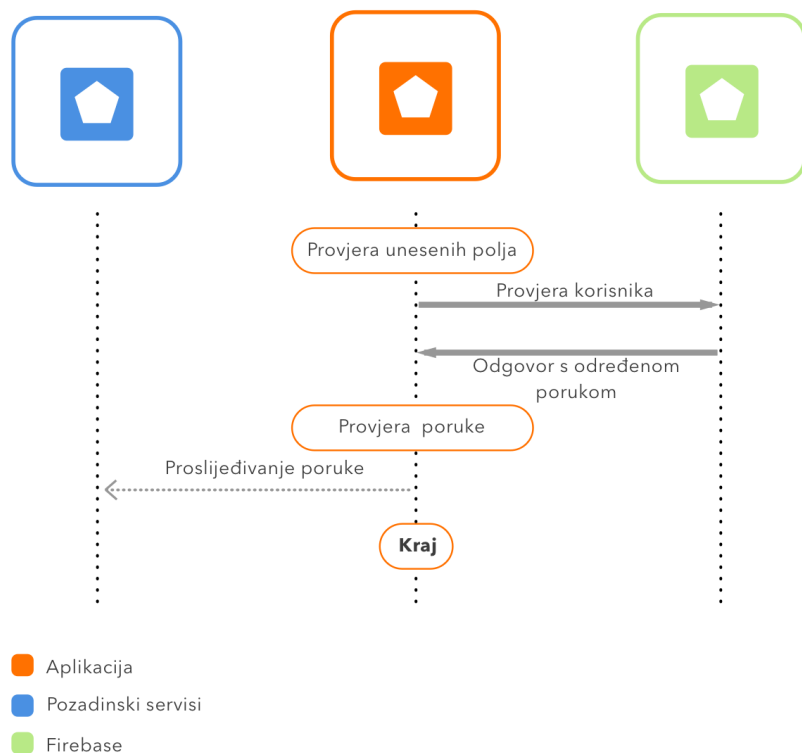 Provjera unesenih polja
Provjera korisnika
Odgovor s određenom
porukom
Provjera poruke
Proslijeđivanje poruke
Kraj
Aplikacija
Pozadinski servisi
Firebase